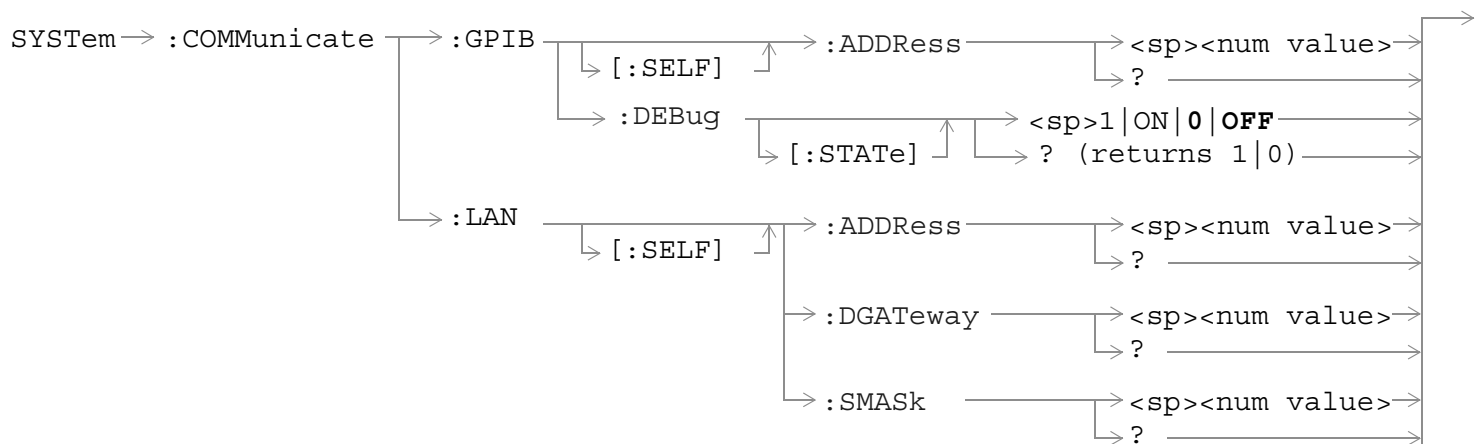 SYSTem :COMMunicate :GPIB :ADDRess <sp><num value>
[:SELF] ?
:DEBug <sp>1|ON|0|OFF
[:STATe] ? (returns 1|0)
:LAN :ADDRess <sp><num value>
[:SELF] ?
:DGATeway <sp><num value>
?
:SMASk <sp><num value>
?